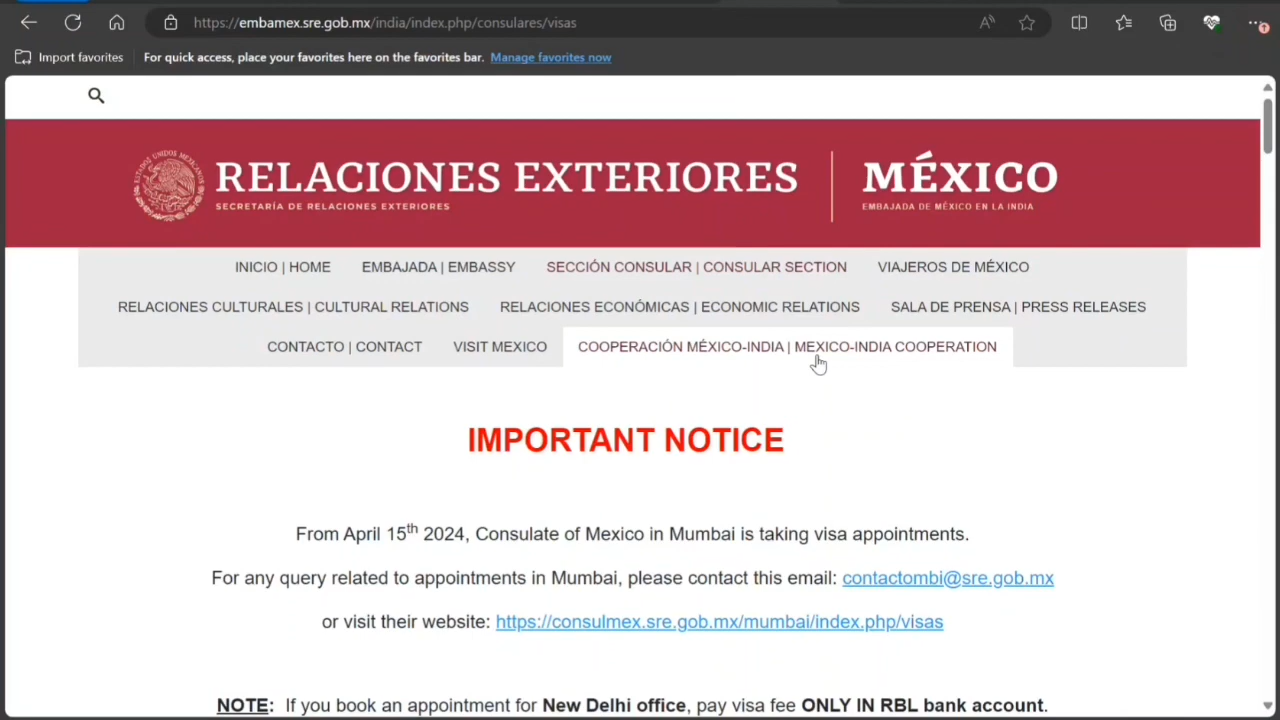 https://embamex.sre.gob.mx/india/index.php/consulares/visas
Import favorites
For quick access, place your favorites here on the favorites bar. Manage favorites now
RELACIONES EXTERIORES
SECRETARÍA DE RELACIONES EXTERIORES
MÉXICO
EMBAJADA DE MÉXICO EN LA INDIA
INICIO | HOME EMBAJADA | EMBASSY SECCIÓN CONSULAR | CONSULAR SECTION VIAJEROS DE MÉXICO
RELACIONES CULTURALES | CULTURAL RELATIONS RELACIONES ECONÓMICAS | ECONOMIC RELATIONS SALA DE PRENSA | PRESS RELEASES
CONTACTO | CONTACT VISIT MEXICO COOPERACIÓN MÉXICO-INDIA | MEXICO-INDIA COOPERATION
IMPORTANT NOTICE
From April 15th 2024, Consulate of Mexico in Mumbai is taking visa appointments.
For any query related to appointments in Mumbai, please contact this email: contactombi@sre.gob.mx
or visit their website: https://consulmex.sre.gob.mx/mumbai/index.php/visas
NOTE: If you book an appointment for New Delhi office, pay visa fee ONLY IN RBL bank account.